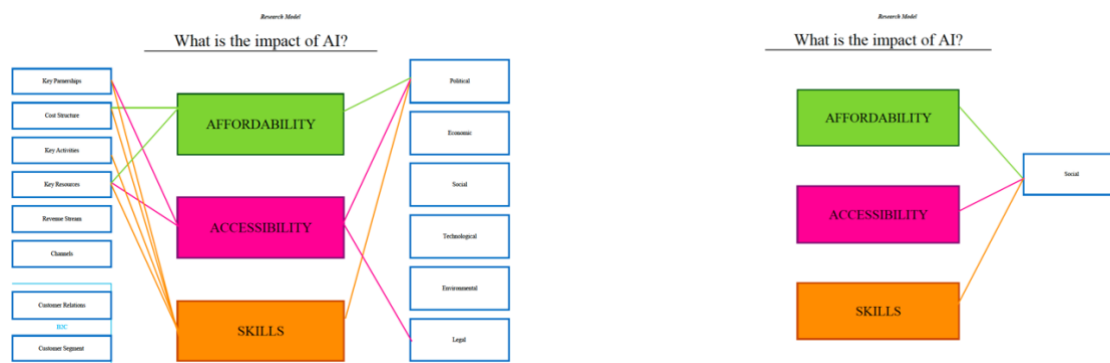 Research Model
What is the impact of AI?
Key Parnerships
Cost Structure
Key Activities
Key Resources
Revenue Stream
Channels
Customer Relations
B2C
Customer Segment
AFFORDABILITY
ACCESSIBILITY
SKILLS
Political
Economic
Social
Technological
Environmental
Legal
Research Model
What is the impact of AI?
AFFORDABILITY
ACCESSIBILITY
SKILLS
Social